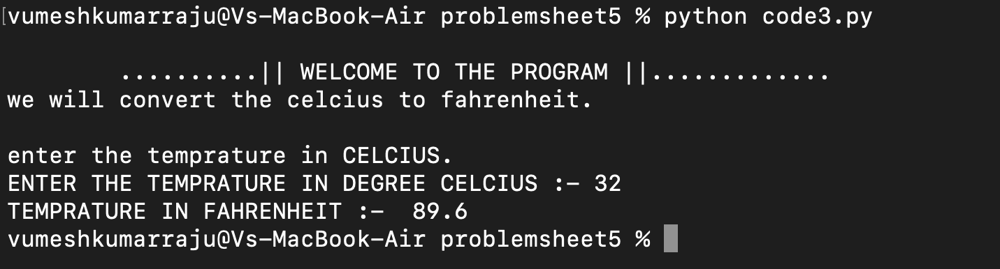 [vumeshkumarraju@Vs-MacBook-Air problemsheet5 % python code3.py
..........|| WELCOME TO THE PROGRAM ||.............
we will convert the celcius to fahrenheit.
enter the temprature in CELCIUS.
ENTER THE TEMPRATURE IN DEGREE CELCIUS :- 32
TEMPRATURE IN FAHRENHEIT :-  89.6
vumeshkumarraju@Vs-MacBook-Air problemsheet5 %